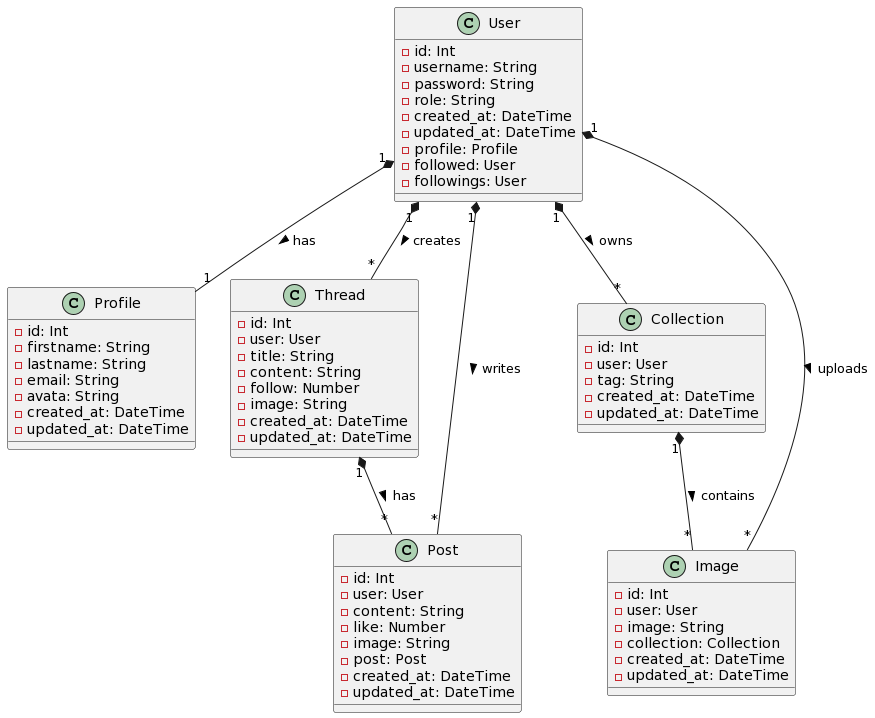 C User
id: Int
username: String
password: String
role: String
created_at: DateTime
updated_at: DateTime
profile: Profile
followed: User
followings: User
1
1
1
1
1
has
creates
owns
writes
uploads
1
*
*
*
*
C Profile
id: Int
firstname: String
lastname: String
email: String
avata: String
created_at: DateTime
updated_at: DateTime
C Thread
id: Int
user: User
title: String
content: String
follow: Number
image: String
created_at: DateTime
updated_at: DateTime
C Collection
id: Int
user: User
tag: String
created_at: DateTime
updated_at: DateTime
1
has
*
1
contains
*
C Post
id: Int
user: User
content: String
like: Number
image: String
post: Post
created_at: DateTime
updated_at: DateTime
C Image
id: Int
user: User
image: String
collection: Collection
created_at: DateTime
updated_at: DateTime